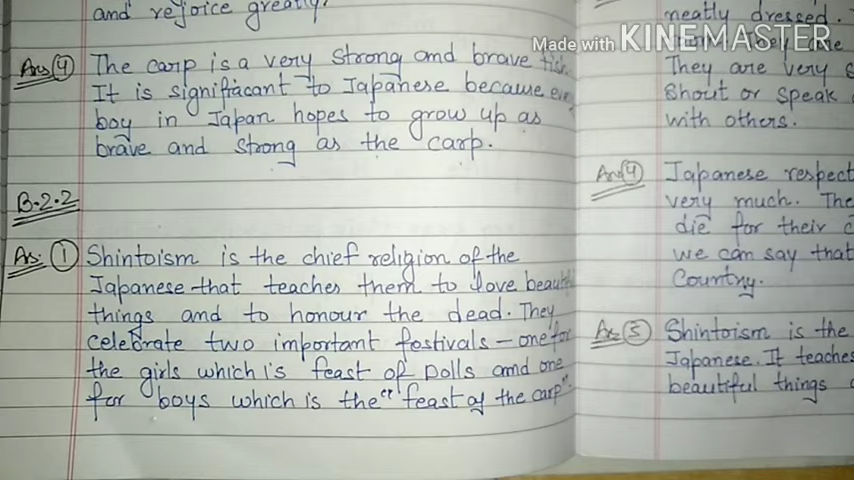 and rejoice greatly.
Ans (4) The carp is a very strong and brave fish.
It is significant to Japanese because every
boy in Japan hopes to grow up as
brave and strong as the carp.
B.2.2
Ans. (1) Shintoism is the chief religion of the
Japanese that teaches them to love beautiful
things and to honour the dead. They
celebrate two important festivals - one for
the girls which is feast of Dolls and one
for boys which is the "feast of the carp".
neatly dressed.
They are very
shout or speak
with others.
Ans (4) Japanese respect
very much. The
die for their
we can say that
Country.
Ans (5) Shintoism is the
Japanese. It teaches
beautiful things
Made with KINEMASTER